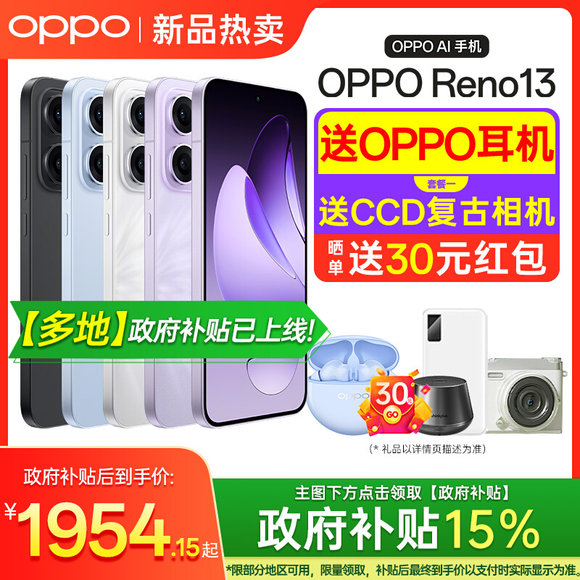 oppo 新品热卖
OPPO AI 手机
OPPO Reno13
送OPPO耳机
套餐一
送CCD复古相机
晒单 送30元红包
【多地】政府补贴已上线!
oppo
30元
GO
(* 礼品以详情页描述为准)
政府补贴后到手价:
¥1954.15起
主图下方点击领取【政府补贴】
政府补贴15%
*限部分地区可用，限量领取，补贴后最终到手价以支付时实际显示为准。